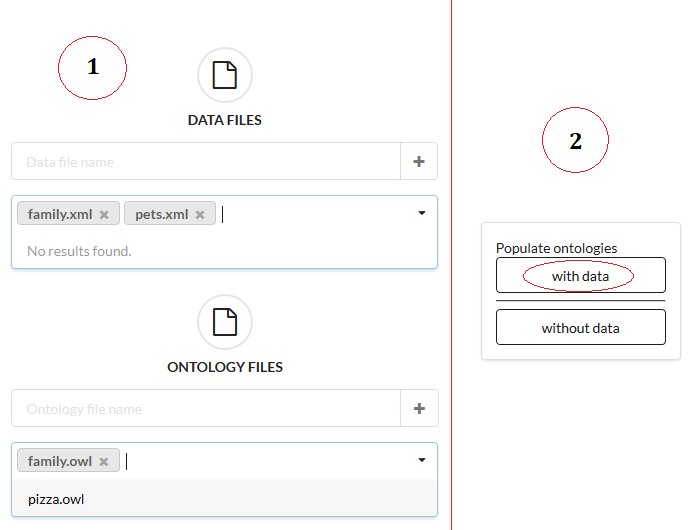 1
DATA FILES
Data file name
family.xml pets.xml
No results found.
ONTOLOGY FILES
Ontology file name
family.owl
pizza.owl
2
Populate ontologies
with data
without data